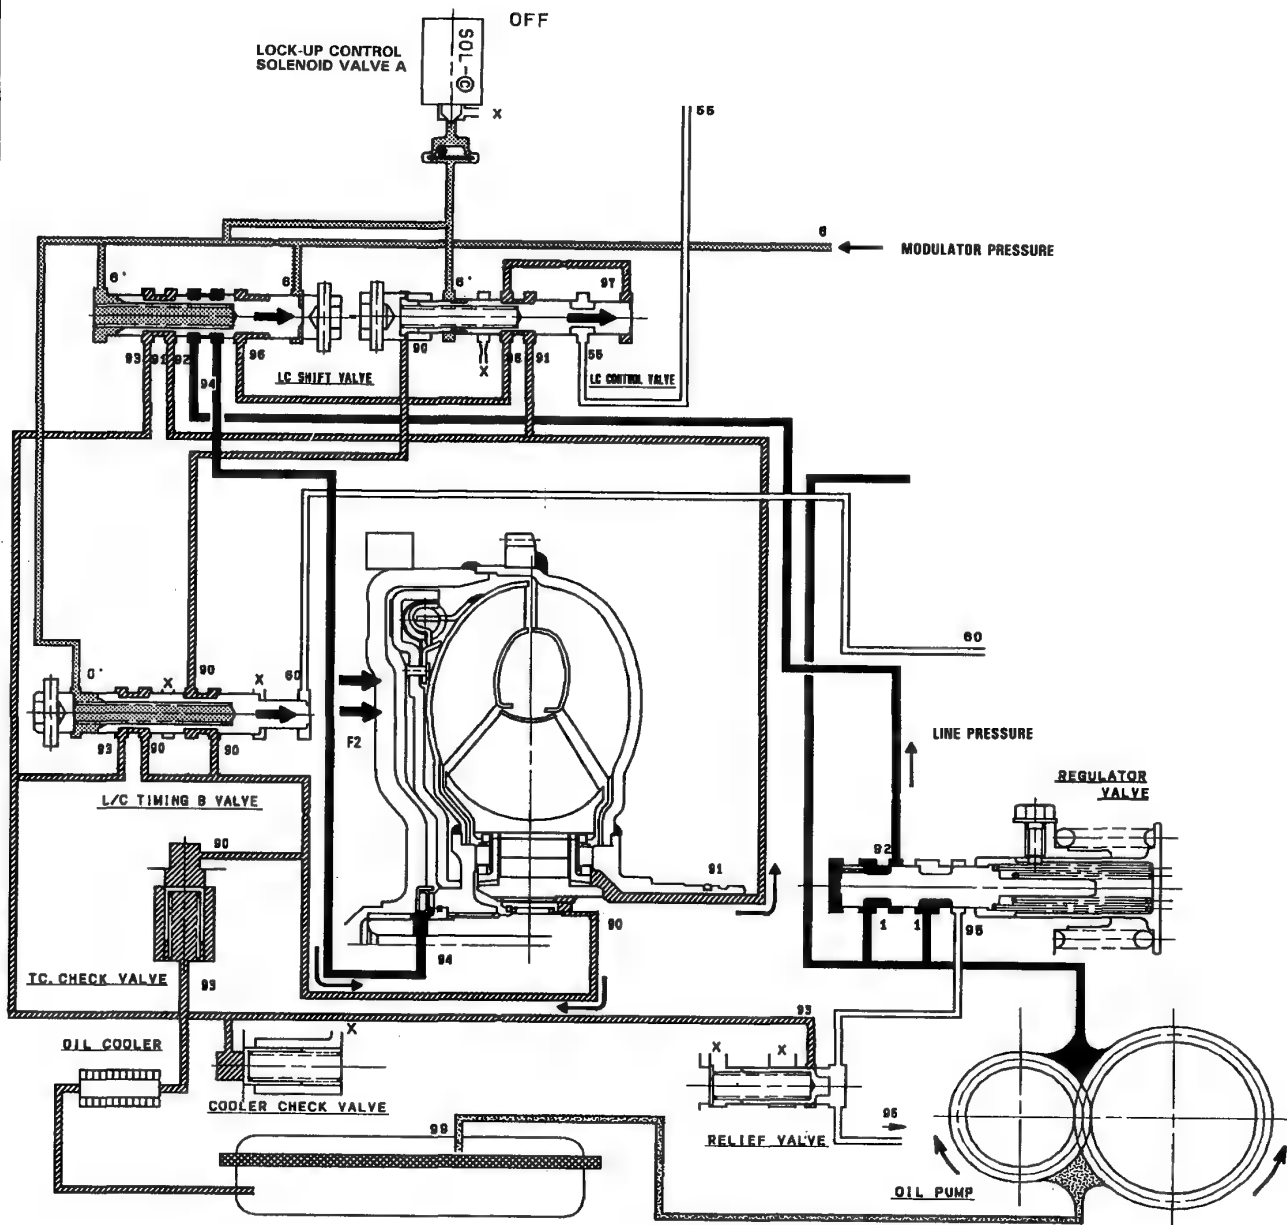 OFF
LOCK-UP CONTROL
SOLENOID VALVE A
SOL-C
X
55
6
MODULATOR PRESSURE
6'
6
6'
97
93
91
92
96
90
X
96
91
55
94
LC SHIFT VALVE
LC CONTROL VALVE
60
90
60
X
X
0'
93
90
90
F2
L/C TIMING B VALVE
LINE PRESSURE
REGULATOR
VALVE
92
90
91
1
1
95
90
94
TC. CHECK VALVE
93
93
OIL COOLER
X
X
X
COOLER CHECK VALVE
95
RELIEF VALVE
99
OIL PUMP